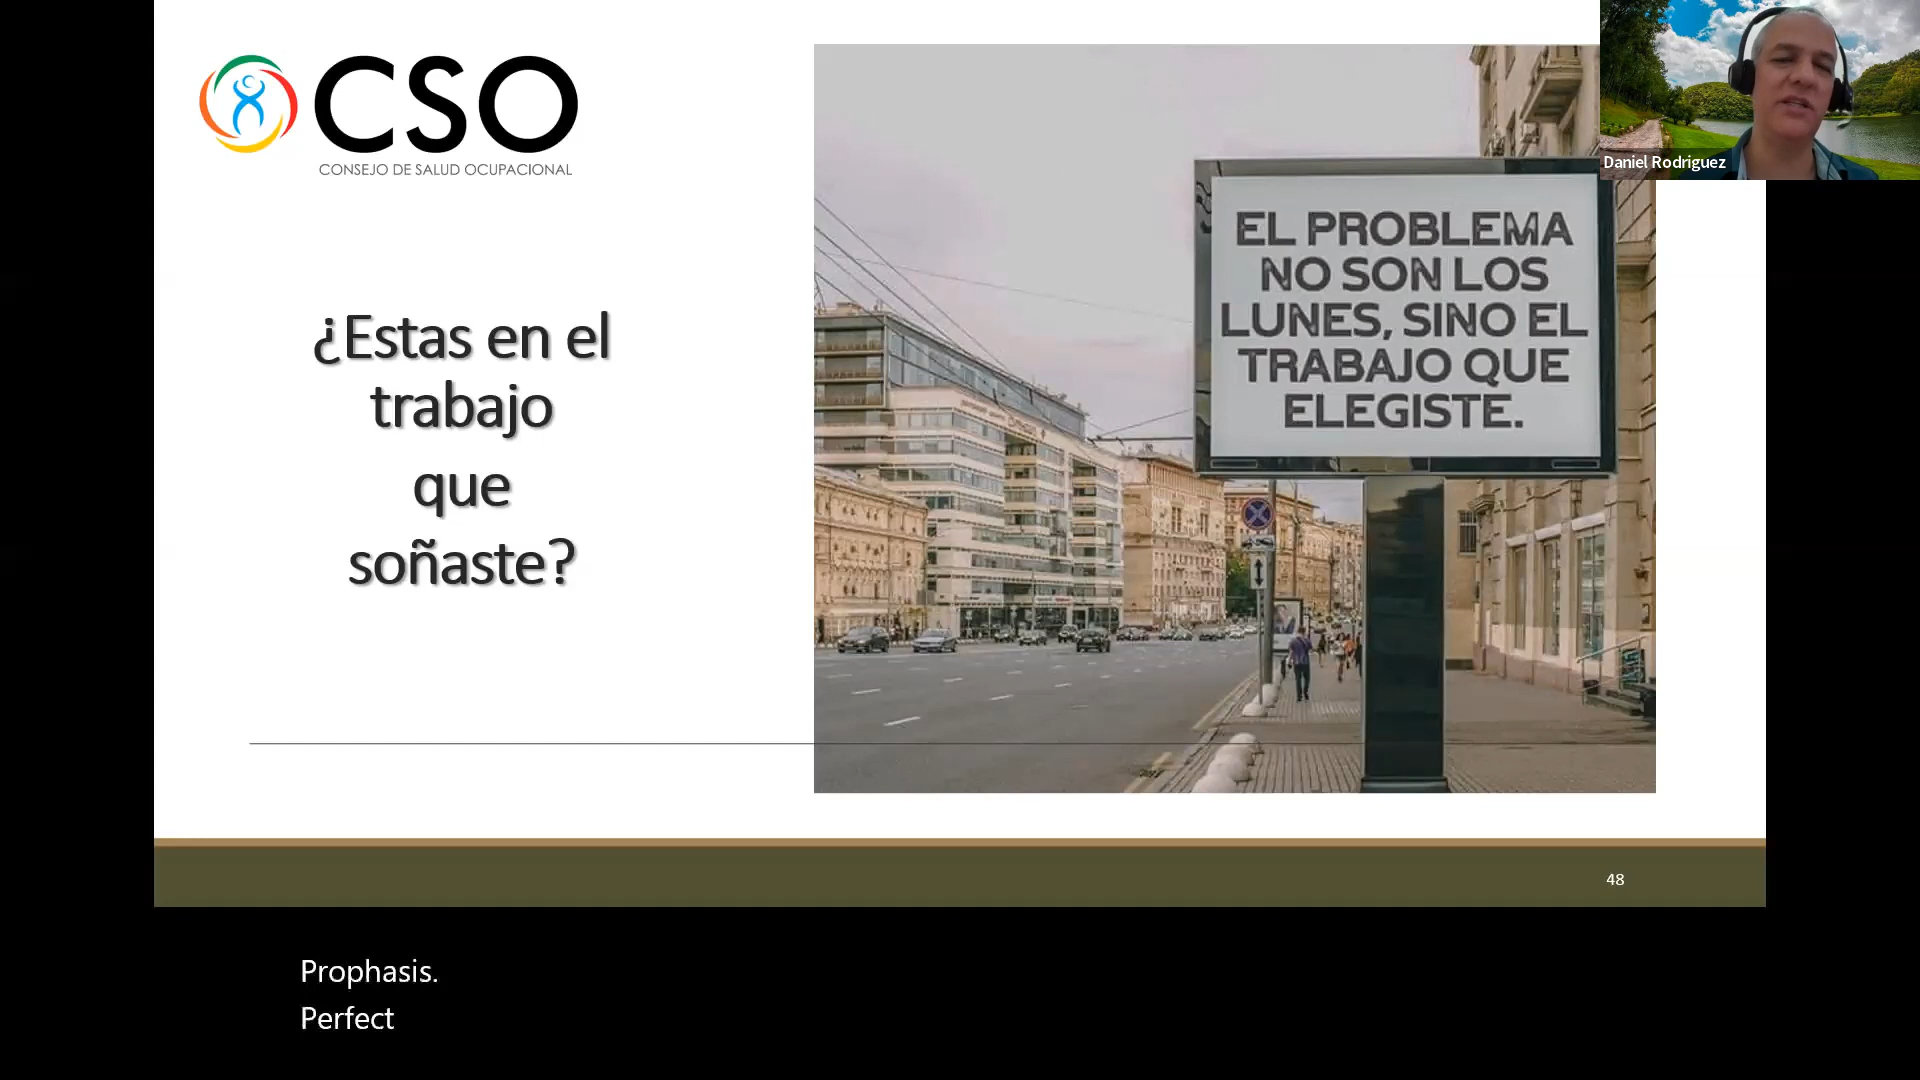 CSO
CONSEJO DE SALUD OCUPACIONAL
¿Estas en el
trabajo
que
soñaste?
EL PROBLEMA
NO SON LOS
LUNES, SINO EL
TRABAJO QUE
ELEGISTE.
Daniel Rodriguez
48
Prophasis.
Perfect